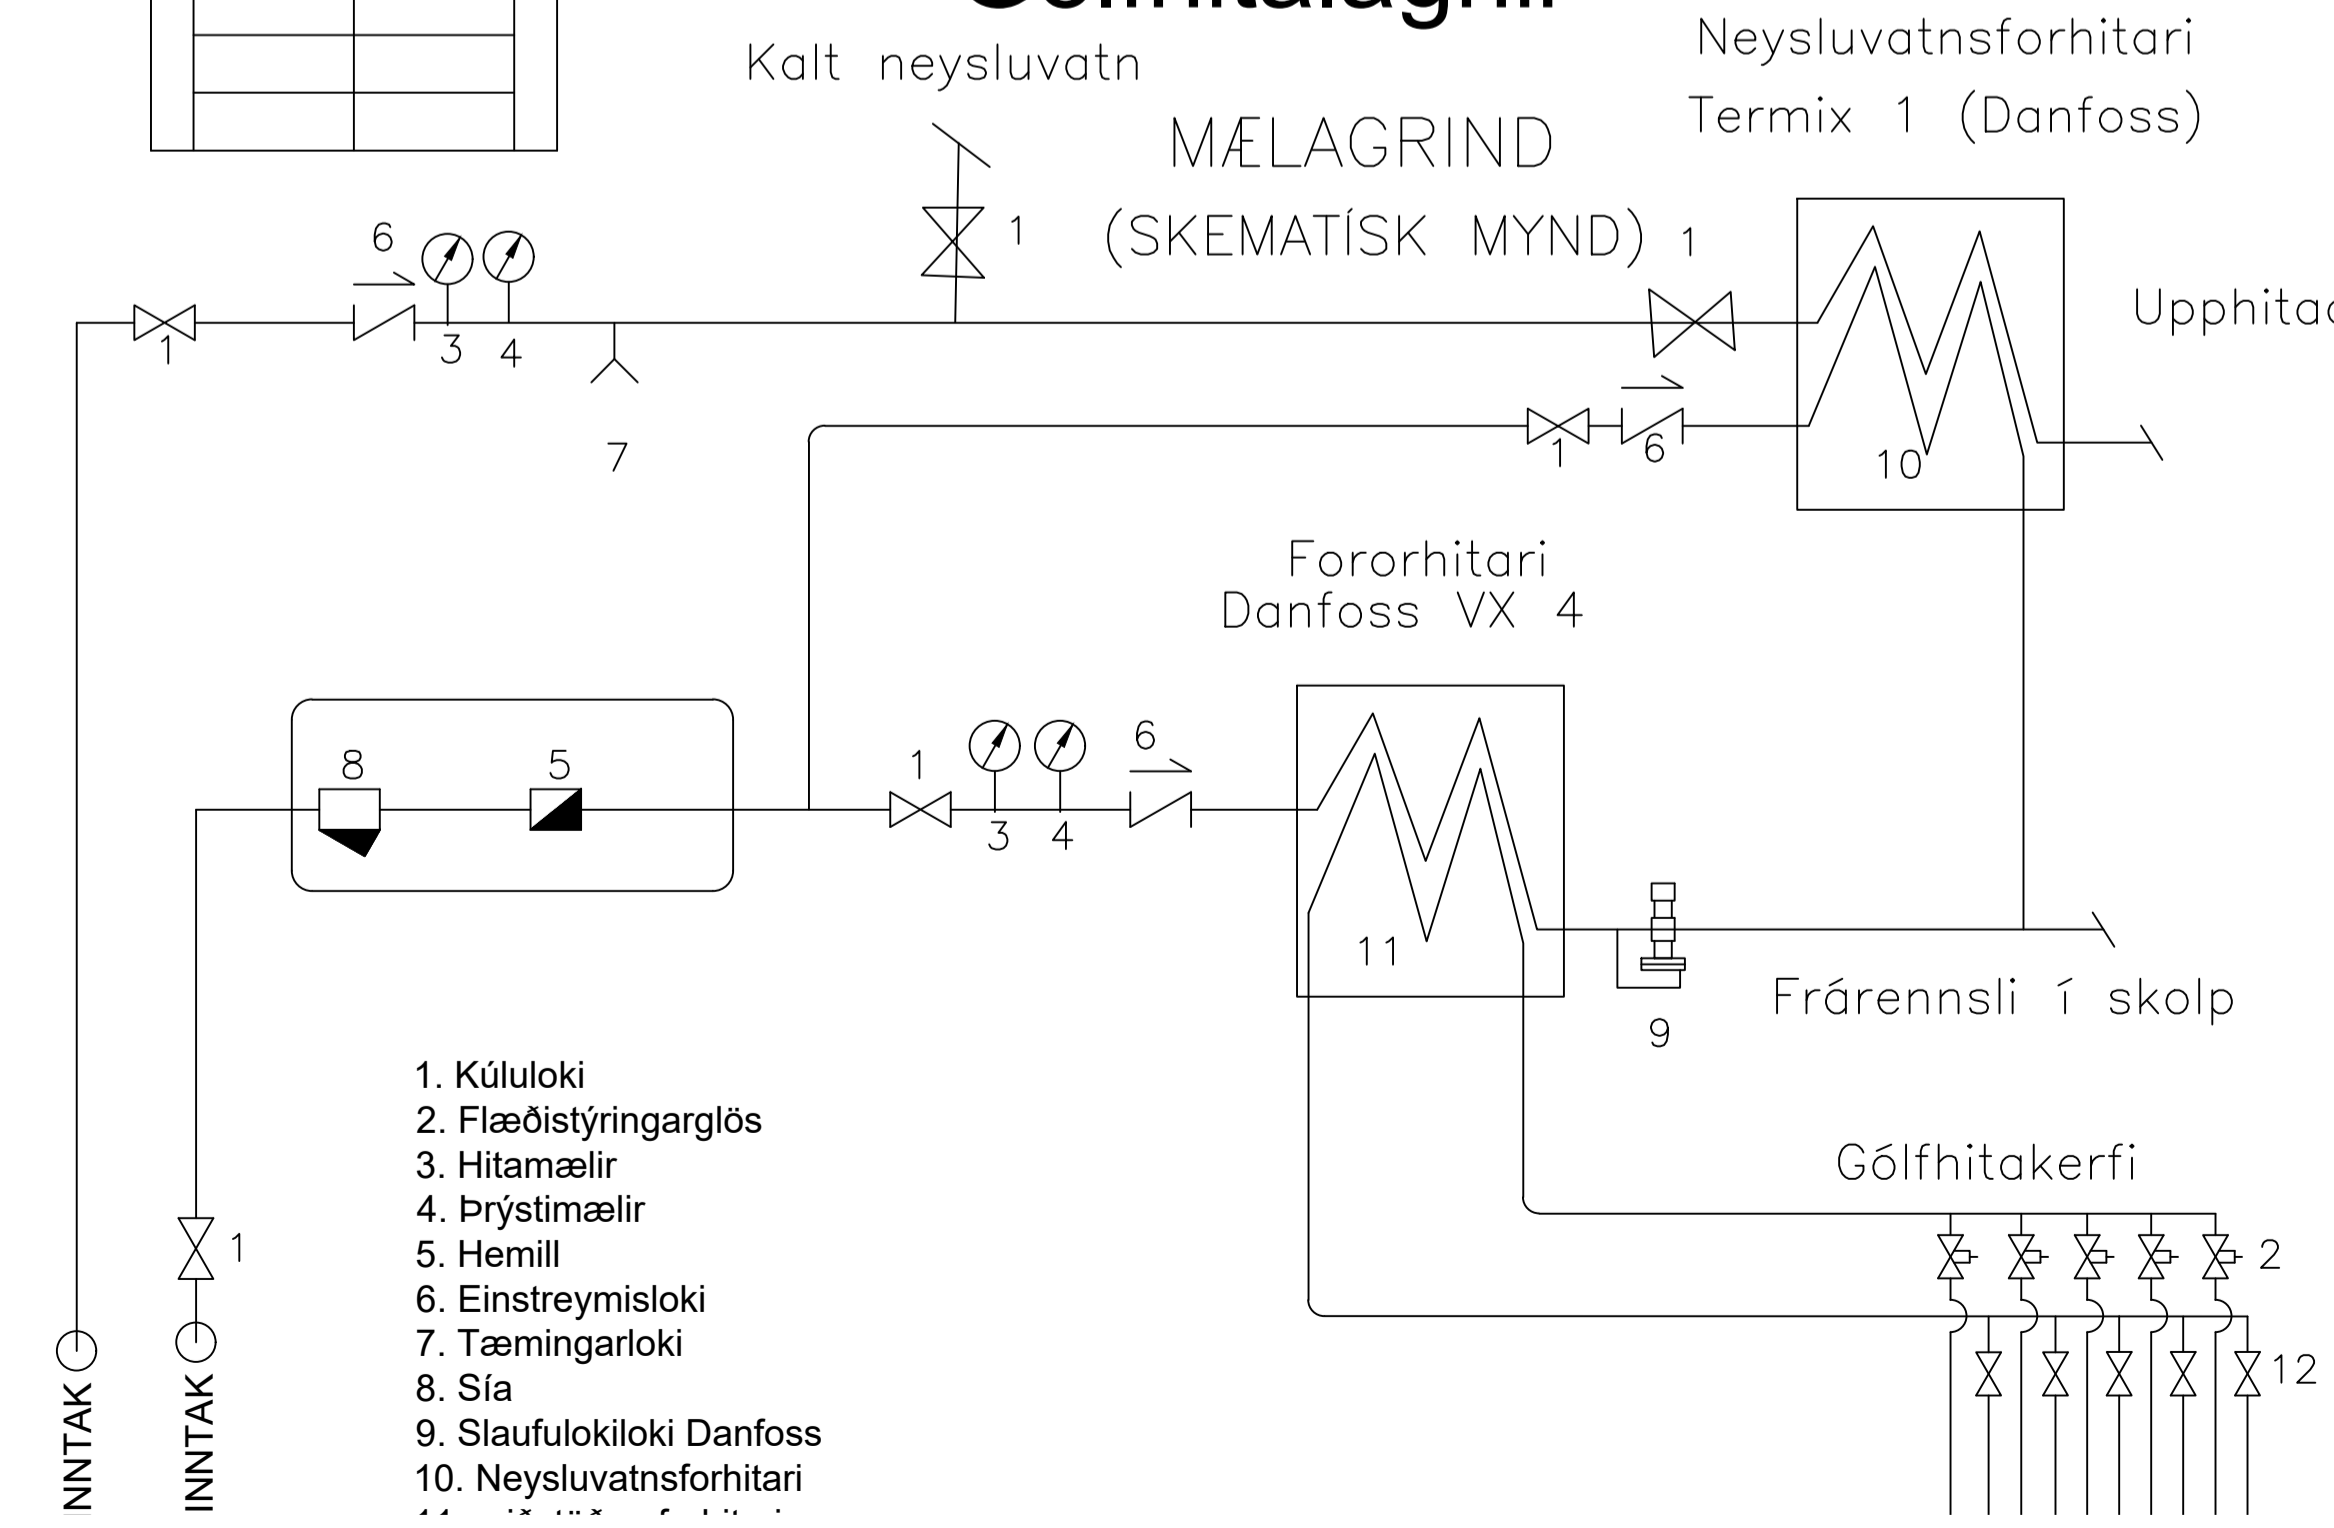 Kalt neysluvatn
Neysluvatnsforhitari
Termix 1 (Danfoss)
MÆLAGRIND
(SKEMATÍSK MYND)
1
1
6
3
4
1
7
1
6
10
Fororhitari
Danfoss VX 4
8
5
1
3
4
6
11
9
Frárennsli í skolp
Gólfhitakerfi
2
12
1
1. Kúluloki
2. Flæðistýringarglös
3. Hitamælir
4. Þrýstimælir
5. Hemill
6. Einstreymisloki
7. Tæmingarloki
8. Sía
9. Slaufulokiloki Danfoss
10. Neysluvatnsforhitari
INNTAK
INNTAK